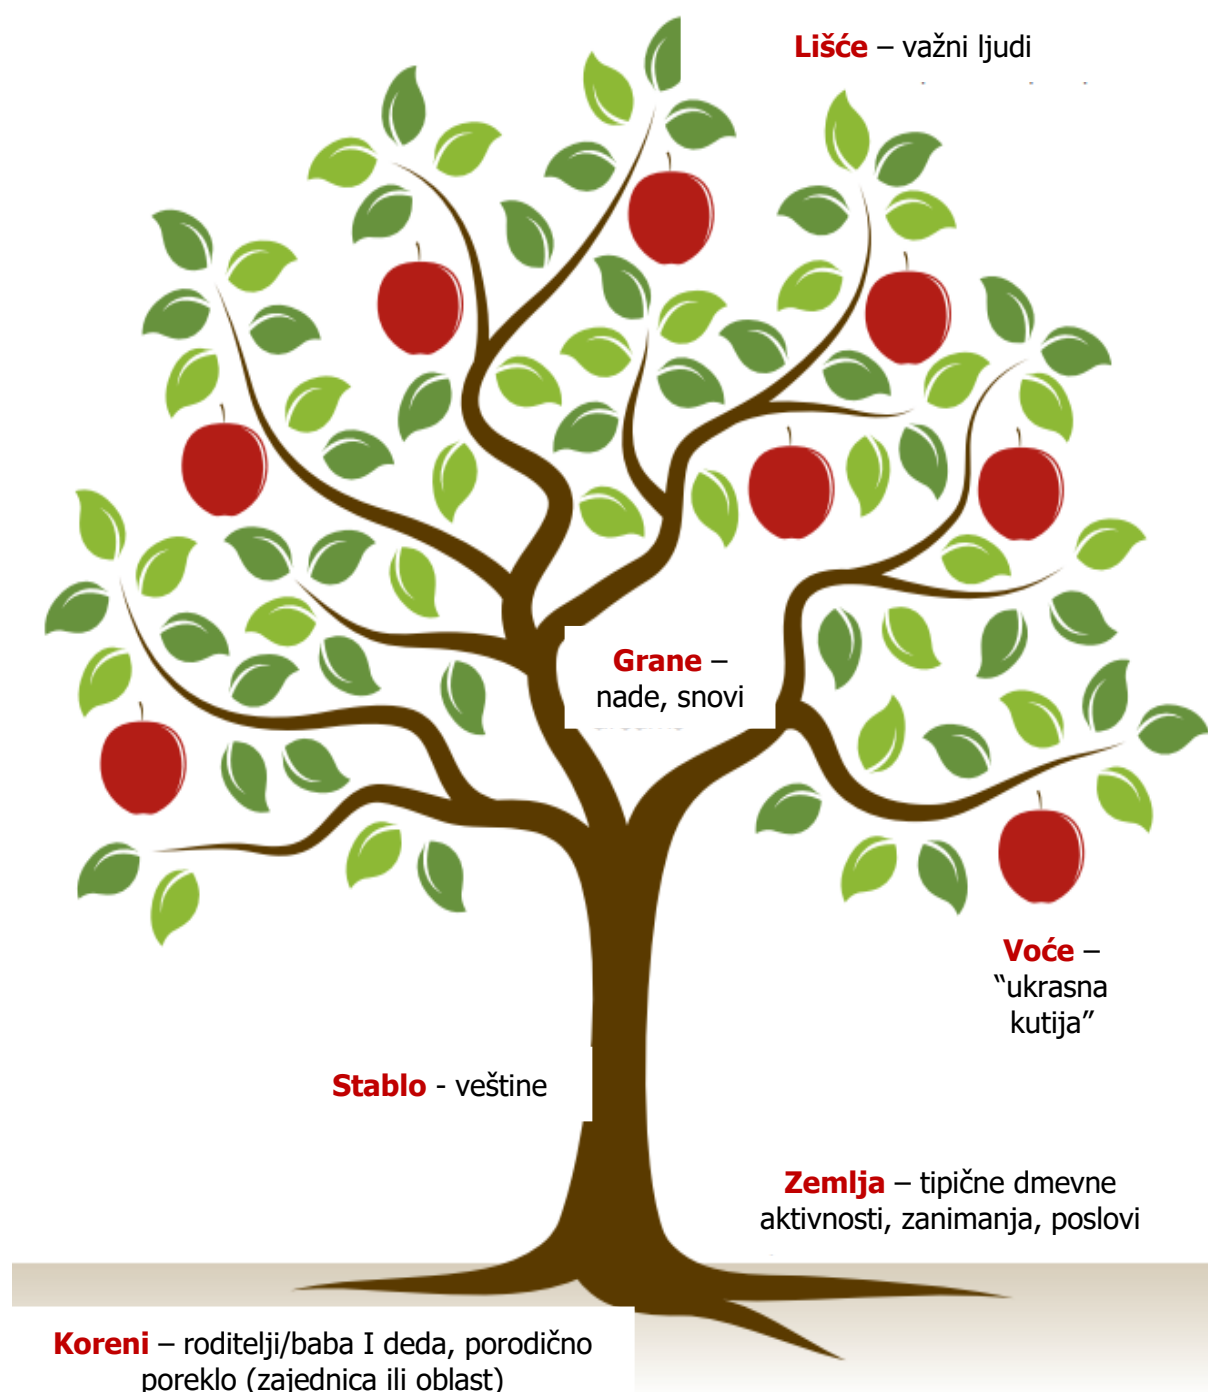 Lišće – važni ljudi
Grane –
nade, snovi
Voće –
“ukrasna
kutija”
Stablo - veštine
Zemlja – tipične dmevne
aktivnosti, zanimanja, poslovi
Koreni – roditelji/baba I deda, porodično
poreklo (zajednica ili oblast)